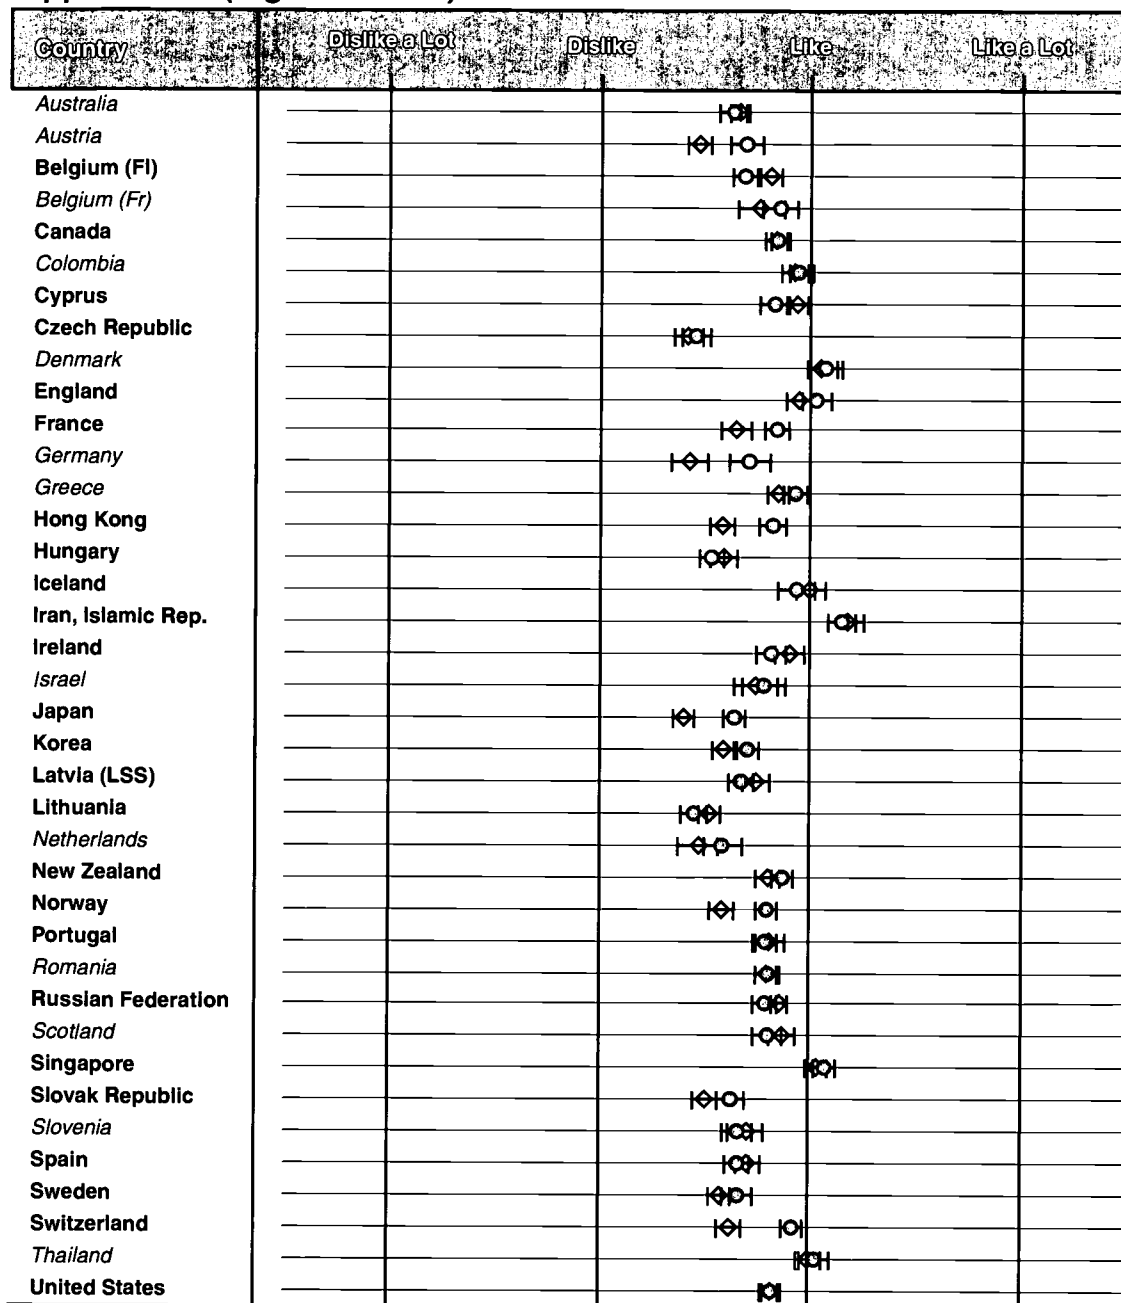 Country Dislike a Lot Dislike Like Like a Lot
Australia
Austria
Belgium (Fl)
Belgium (Fr)
Canada
Colombia
Cyprus
Czech Republic
Denmark
England
France
Germany
Greece
Hong Kong
Hungary
Iceland
Iran, Islamic Rep.
Ireland
Israel
Japan
Korea
Latvia (LSS)
Lithuania
Netherlands
New Zealand
Norway
Portugal
Romania
Russian Federation
Scotland
Singapore
Slovak Republic
Slovenia
Spain
Sweden
Switzerland
Thailand
United States